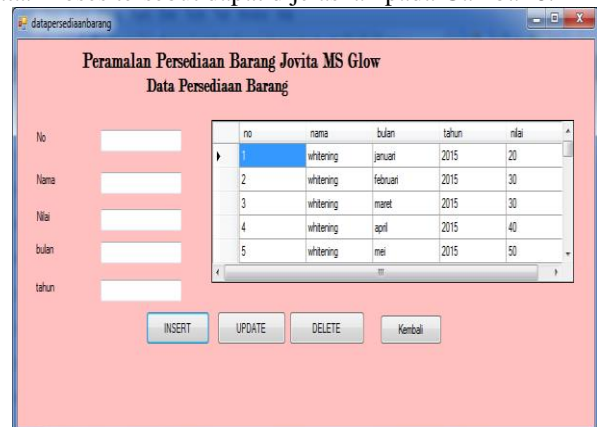 datapersediaanbarang
Peramalan Persediaan Barang Jovita MS Glow
Data Persediaan Barang
No
Nama
Nilai
bulan
tahun
no nama bulan tahun nilai
1 whitening januari 2015 20
2 whitening februari 2015 30
3 whitening maret 2015 30
4 whitening april 2015 40
5 whitening mei 2015 50
INSERT UPDATE DELETE Kembali